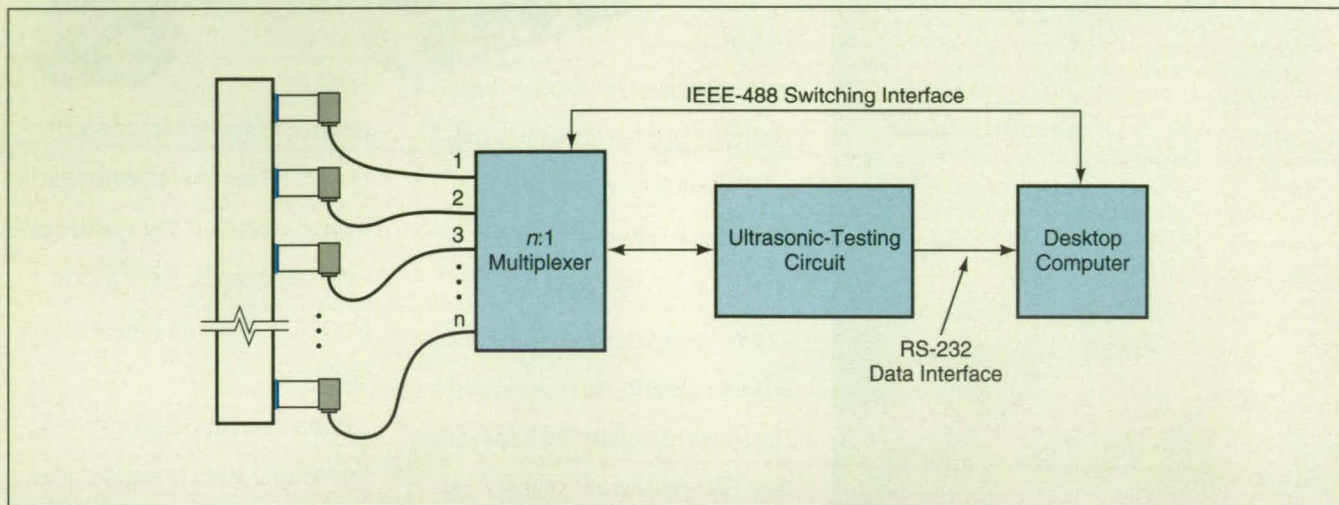 IEEE-488 Switching Interface
1
2
3
n
n:1
Multiplexer
Ultrasonic-Testing
Circuit
Desktop
Computer
RS-232
Data Interface